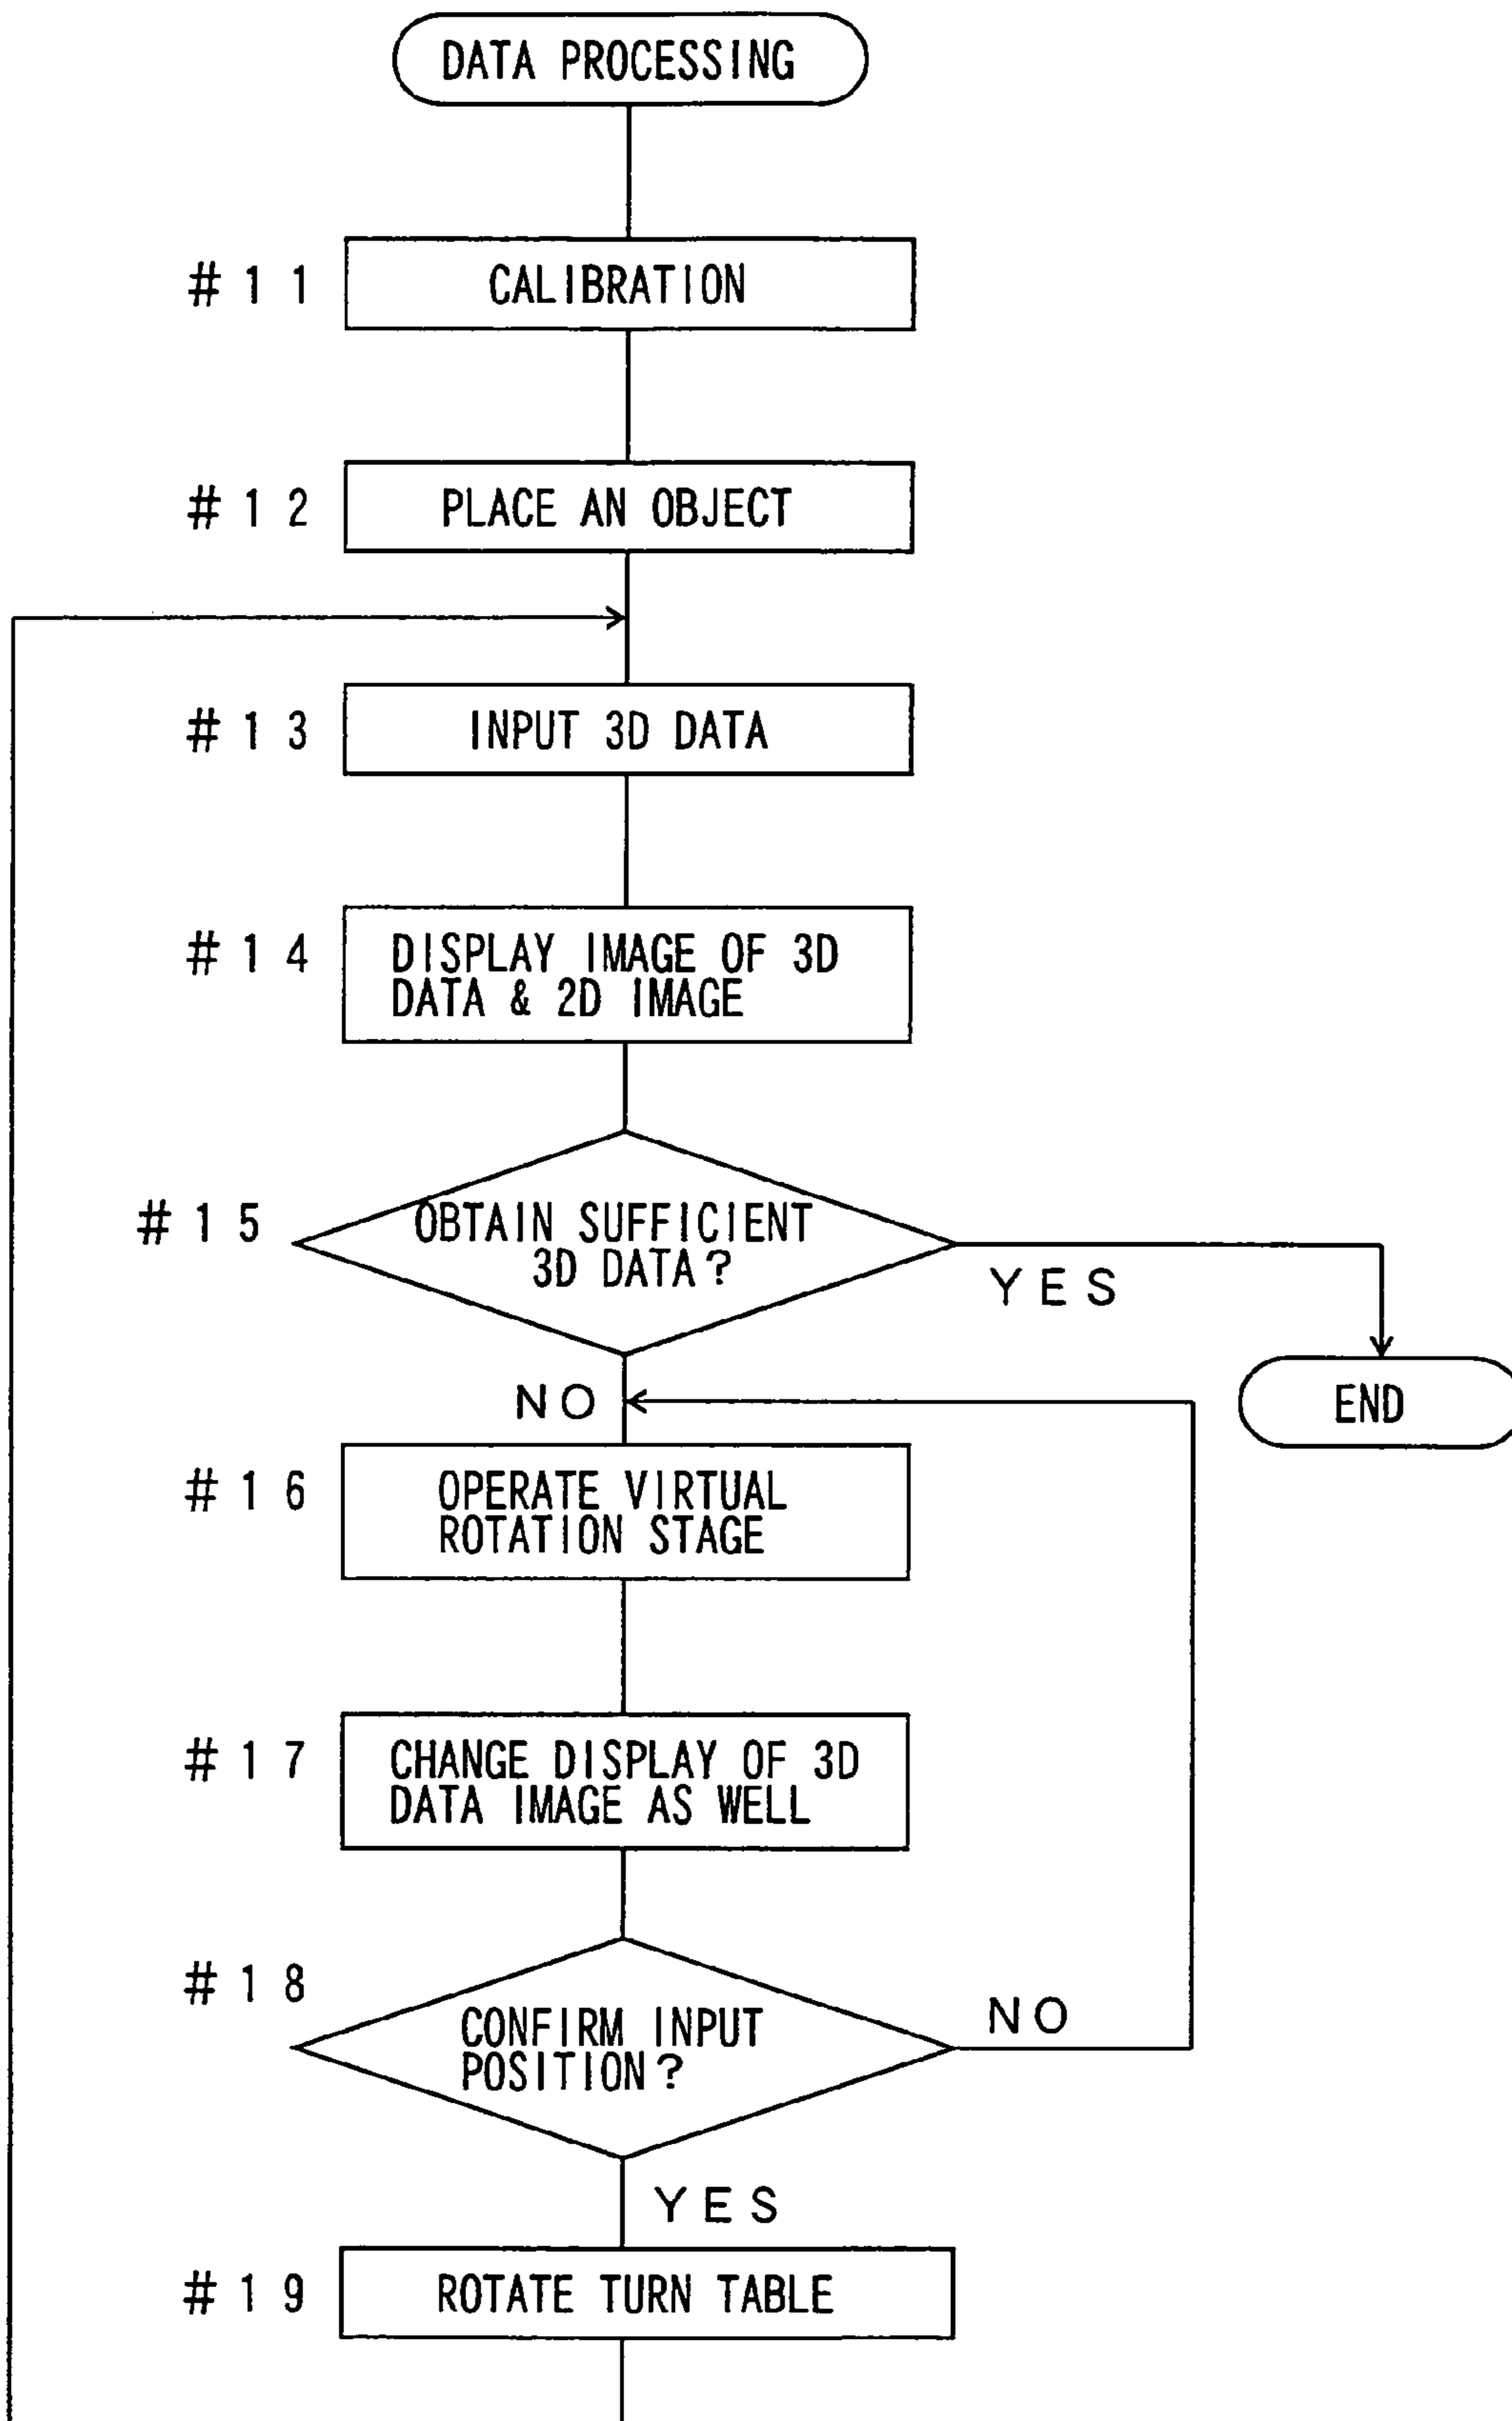 DATA PROCESSING
#11 CALIBRATION
#12 PLACE AN OBJECT
#13 INPUT 3D DATA
#14 DISPLAY IMAGE OF 3D
DATA & 2D IMAGE
#15 OBTAIN SUFFICIENT
3D DATA?
YES
END
NO
#16 OPERATE VIRTUAL
ROTATION STAGE
#17 CHANGE DISPLAY OF 3D
DATA IMAGE AS WELL
#18 CONFIRM INPUT
POSITION?
NO
YES
#19 ROTATE TURN TABLE